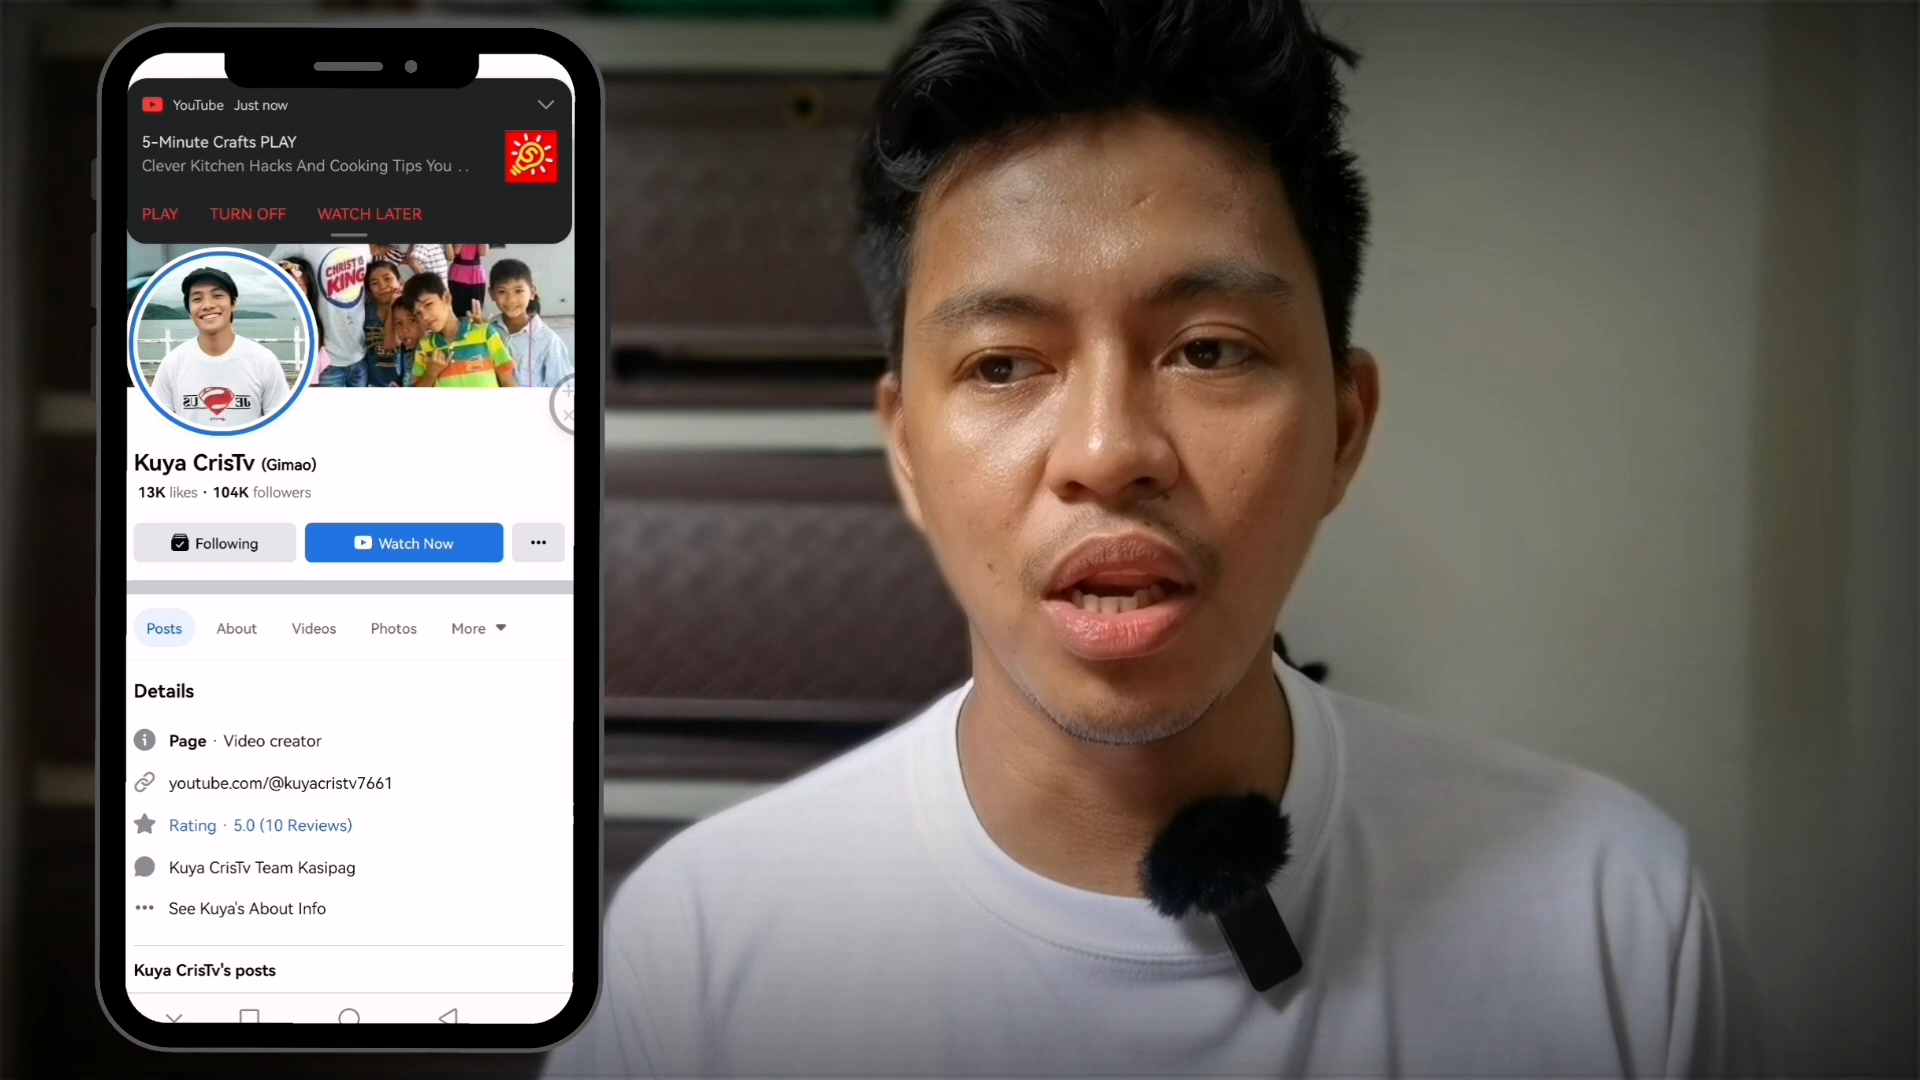 YouTube Just now
5-Minute Crafts PLAY
Clever Kitchen Hacks And Cooking Tips You . .
PLAY TURN OFF WATCH LATER
CHRIST IS
KING
Kuya CrisTv (Gimao)
13K likes · 104K followers
Following Watch Now
Posts About Videos Photos More
Details
Page · Video creator
youtube.com/@kuyacristv7661
Rating · 5.0 (10 Reviews)
Kuya CrisTv Team Kasipag
See Kuya's About Info
Kuya CrisTv's posts